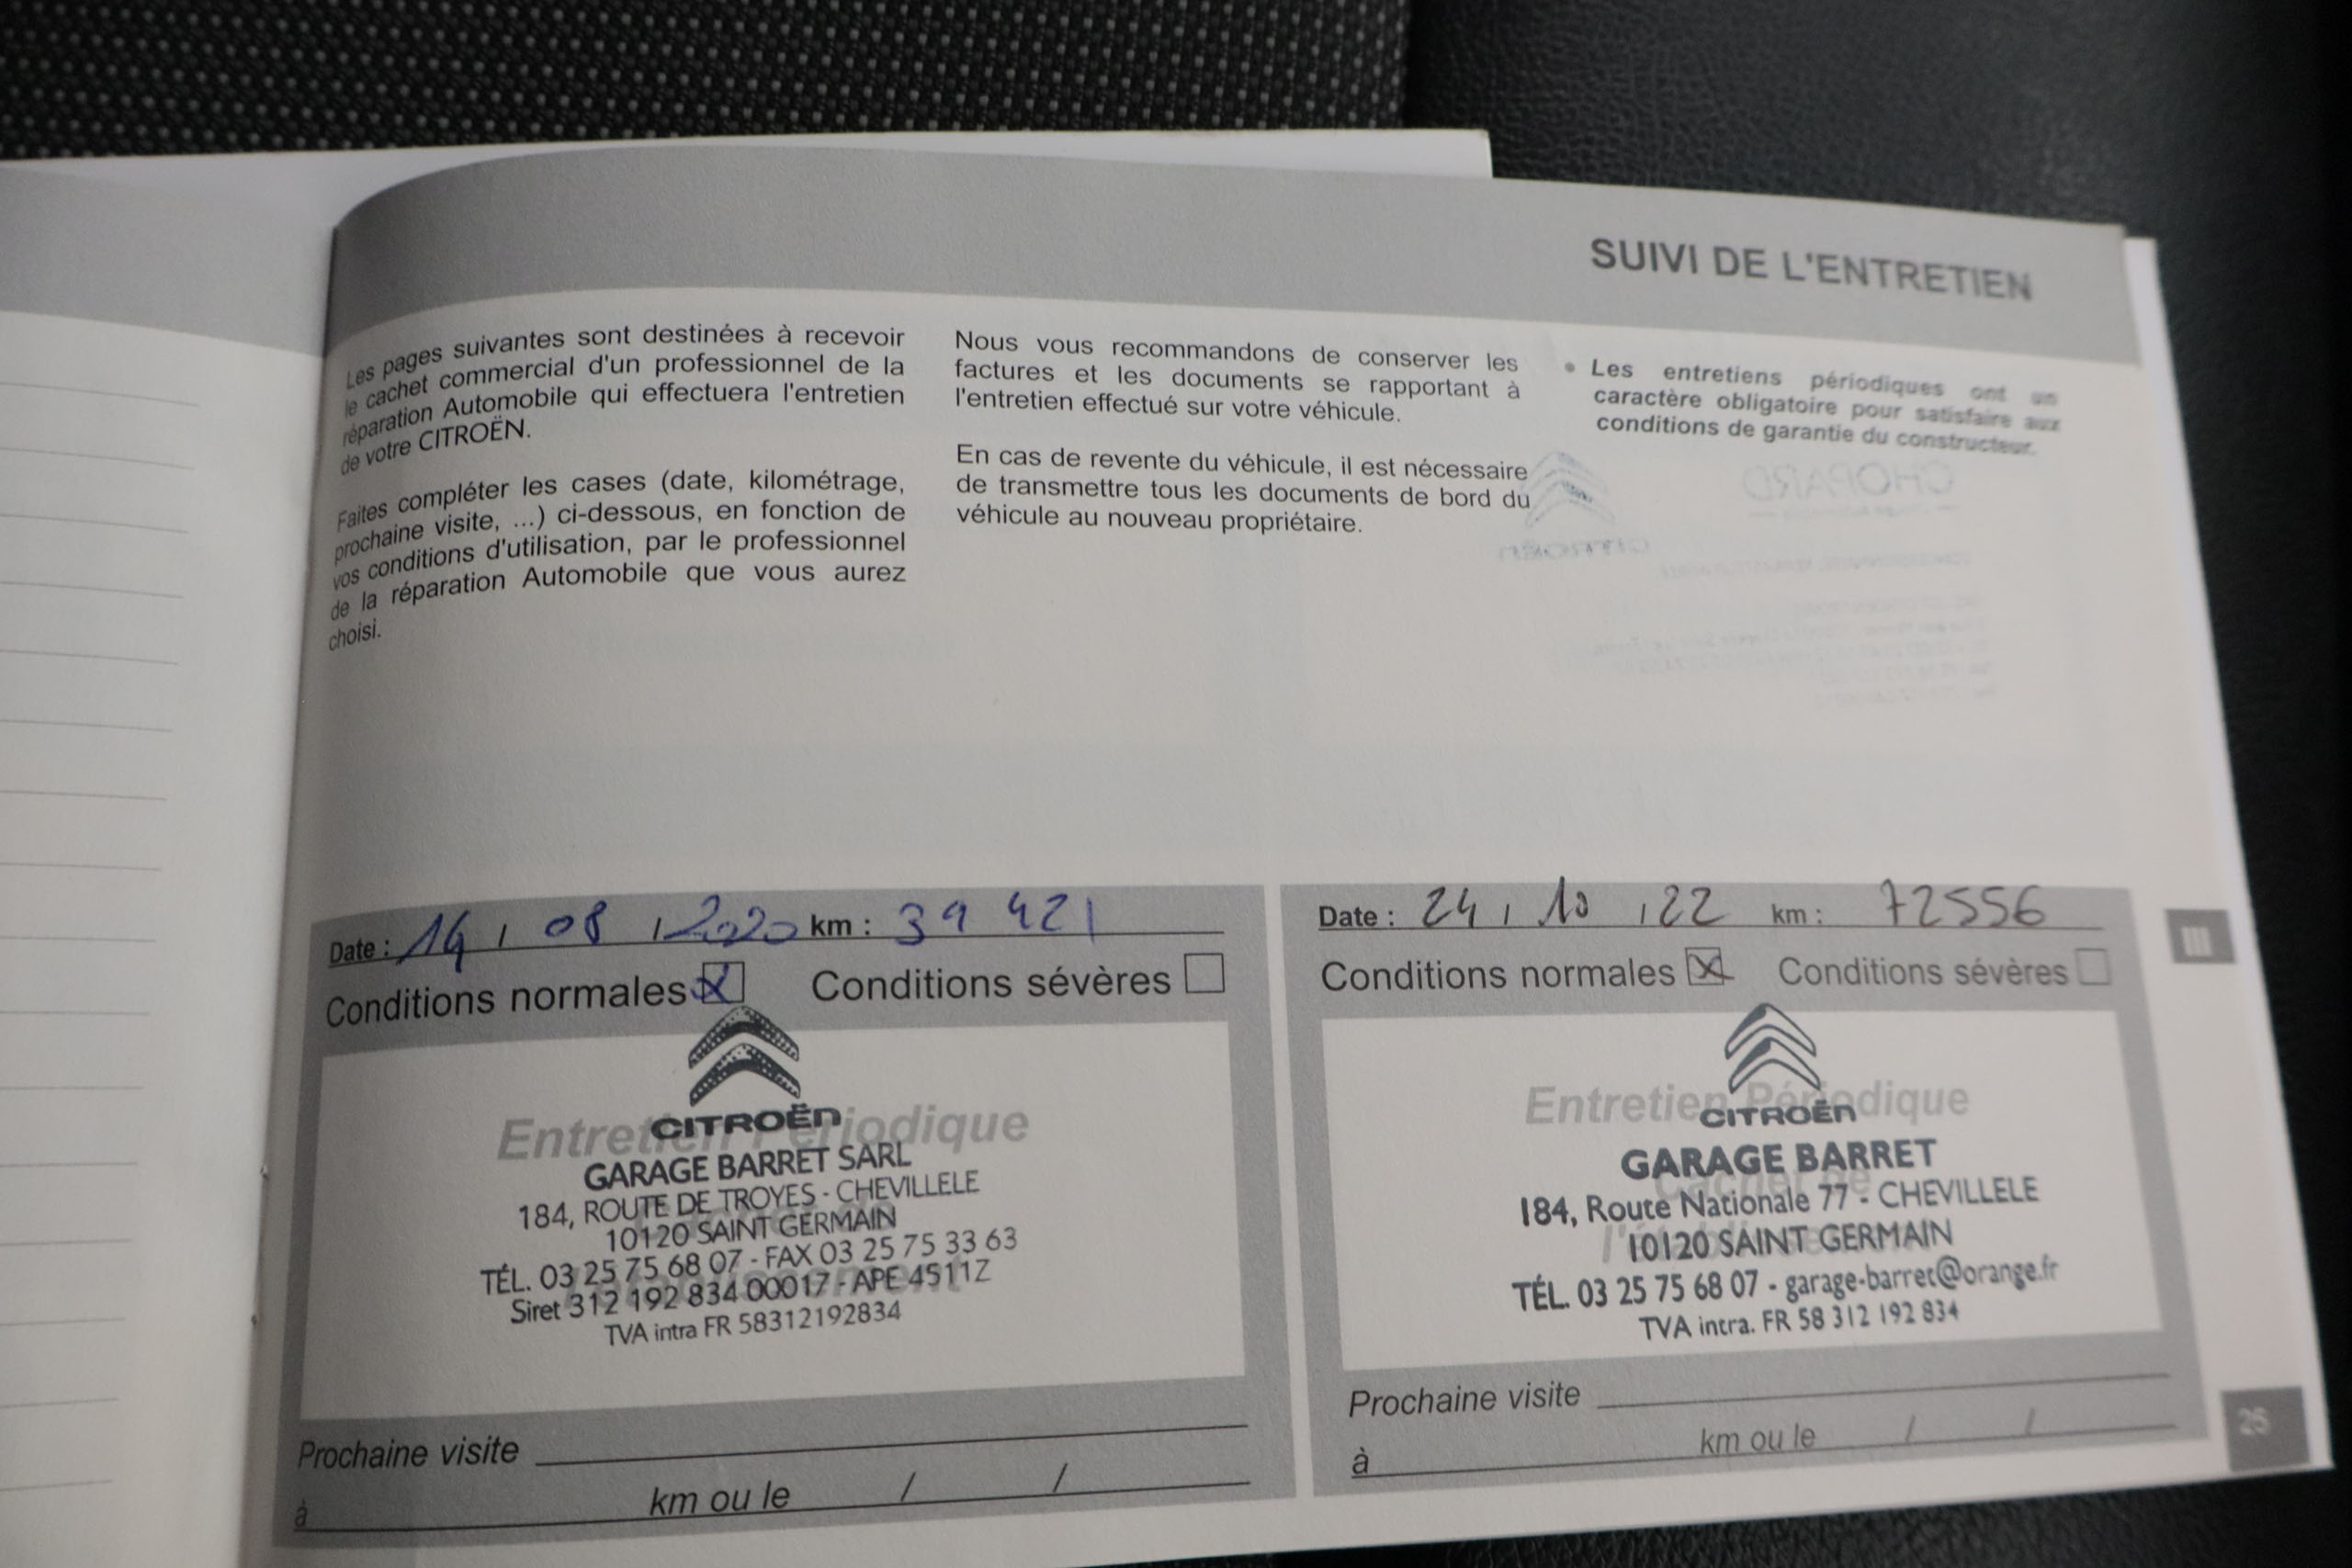 SUIVI DE L'ENTRETIEN
Les pages suivantes sont destinées à recevoir
le cachet commercial d'un professionnel de la
réparation Automobile qui effectuera l'entretien
de votre CITROËN.
Faites compléter les cases (date, kilométrage,
prochaine visite, ...) ci-dessous, en fonction de
vos conditions d'utilisation, par le professionnel
de la réparation Automobile que vous aurez
choisi.
Nous vous recommandons de conserver les
factures et les documents se rapportant à
l'entretien effectué sur votre véhicule.
En cas de revente du véhicule, il est nécessaire
de transmettre tous les documents de bord du
véhicule au nouveau propriétaire.
• Les entretiens périodiques ont un
caractère obligatoire pour satisfaire aux
conditions de garantie du constructeur.
CHOPARD
CITROËN
Date : 14 / 08 / 2020 km : 39 421
Conditions normales X Conditions sévères
Entretien Périodique
CITROËN
GARAGE BARRET SARL
184, ROUTE DE TROYES - CHEVILLELE
10120 SAINT GERMAIN
TÉL. 03 25 75 68 07 - FAX 03 25 75 33 63
Siret 312 192 834 00017 - APE 4511Z
TVA intra FR 58312192834
Prochaine visite
à km ou le / /
Date : 24 / 10 / 22 km : 72556
Conditions normales X Conditions sévères
Entretien Périodique
CITROËN
GARAGE BARRET
Cachet de
184, Route Nationale 77 - CHEVILLELE
10120 SAINT GERMAIN
TÉL. 03 25 75 68 07 - garage-barret@orange.fr
TVA intra. FR 58 312 192 834
Prochaine visite
à km ou le / /
III
25